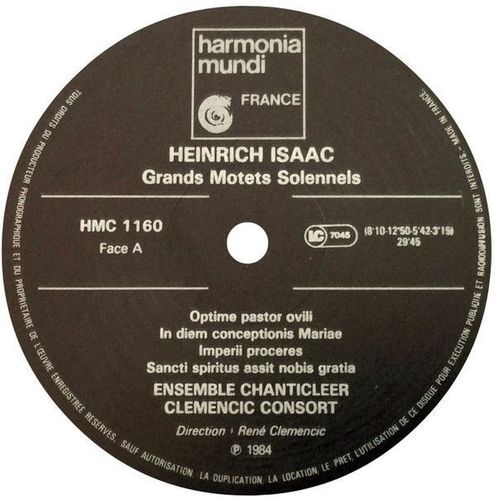 harmonia
mundi
FRANCE
HEINRICH ISAAC
Grands Motets Solennels
HMC 1160
Face A
LC 7045
(8'10-12'50-5'42-3'15)
29'45
Optime pastor ovili
In diem conceptionis Mariae
Imperii proceres
Sancti spiritus assit nobis gratia
ENSEMBLE CHANTICLEER
CLEMENCIC CONSORT
Direction : René Clemencic
℗ 1984
TOUS DROITS DU PRODUCTEUR PHONOGRAPHIQUE ET DU PROPRIETAIRE DE L'ŒUVRE ENREGISTREE RESERVES, SAUF AUTORISATION, LA DUPLICATION, LA LOCATION, LE PRET, L'UTILISATION DE CE DISQUE POUR EXECUTION PUBLIQUE ET RADIODIFFUSION SONT INTERDITS - MADE IN FRANCE.